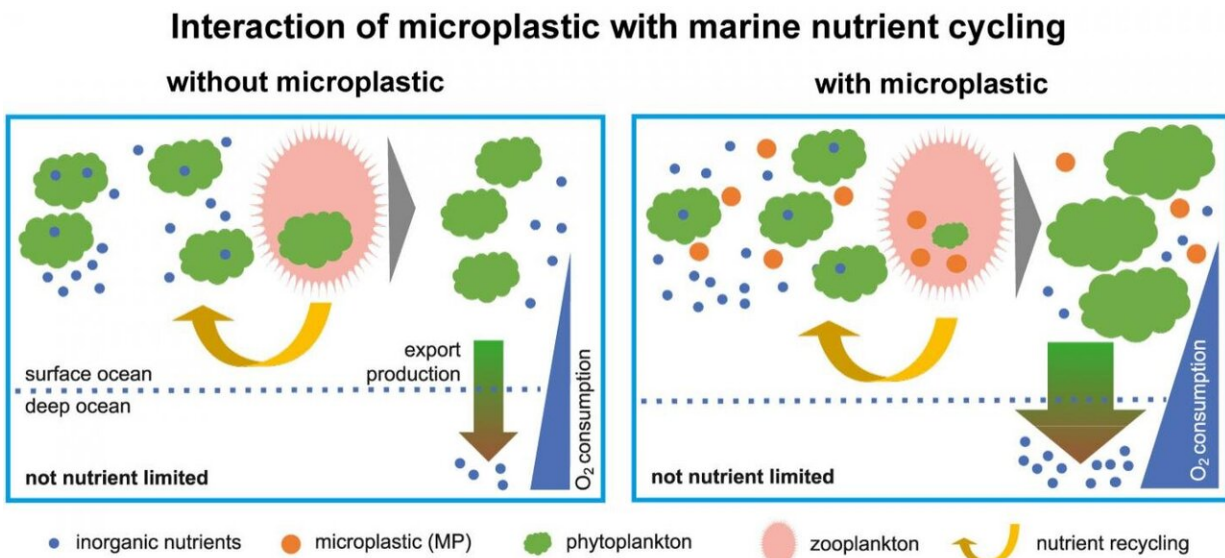 Interaction of microplastic with marine nutrient cycling
without microplastic
with microplastic
export
production
surface ocean
deep ocean
not nutrient limited
O₂ consumption
not nutrient limited
O₂ consumption
inorganic nutrients
microplastic (MP)
phytoplankton
zooplankton
nutrient recycling